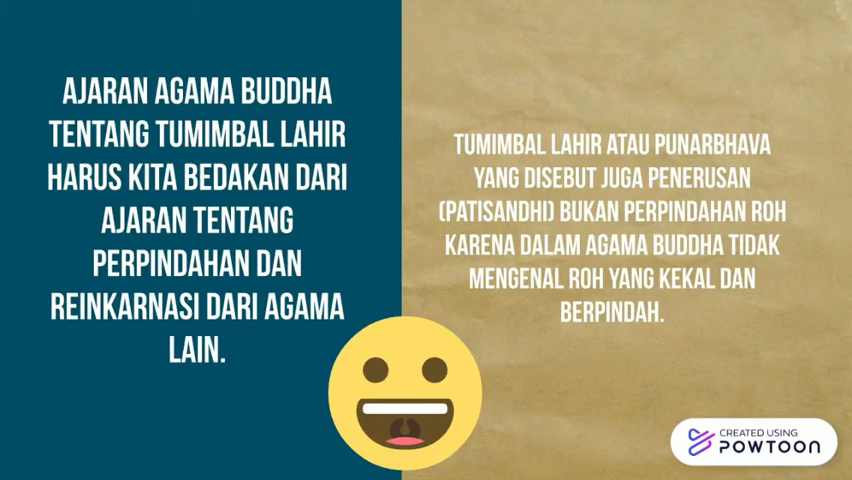 AJARAN AGAMA BUDDHA
TENTANG TUMIMBAL LAHIR
HARUS KITA BEDAKAN DARI
AJARAN TENTANG
PERPINDAHAN DAN
REINKARNASI DARI AGAMA
LAIN.
TUMIMBAL LAHIR ATAU PUNARBHAVA
YANG DISEBUT JUGA PENERUSAN
(PATISANDHI) BUKAN PERPINDAHAN ROH
KARENA DALAM AGAMA BUDDHA TIDAK
MENGENAL ROH YANG KEKAL DAN
BERPINDAH.
CREATED USING
POWTOON